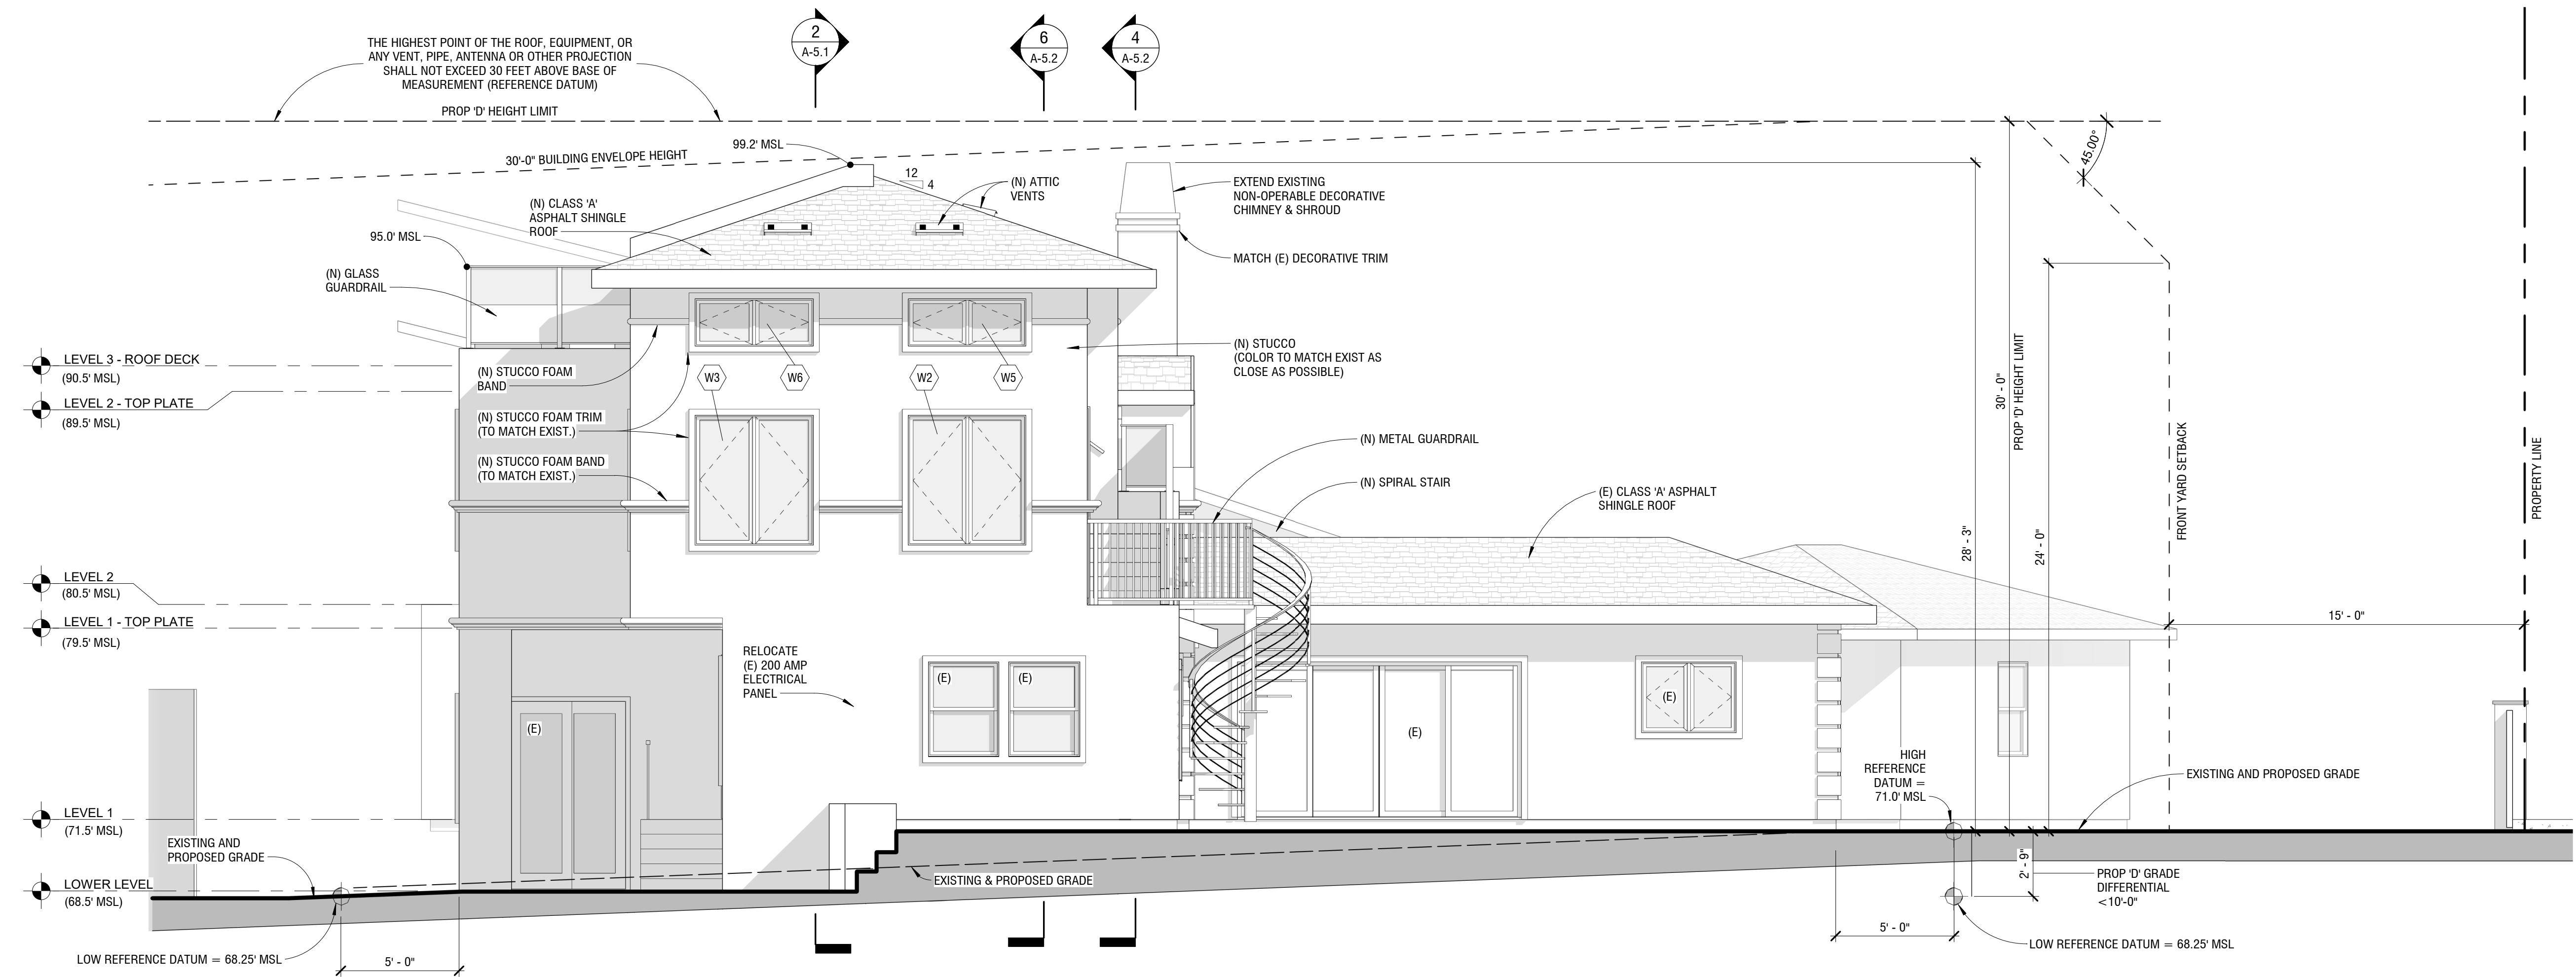 2
A-5.1
6
A-5.2
4
A-5.2
THE HIGHEST POINT OF THE ROOF, EQUIPMENT, OR
ANY VENT, PIPE, ANTENNA OR OTHER PROJECTION
SHALL NOT EXCEED 30 FEET ABOVE BASE OF
MEASUREMENT (REFERENCE DATUM)
PROP 'D' HEIGHT LIMIT
30'-0" BUILDING ENVELOPE HEIGHT
99.2' MSL
12
4
(N) ATTIC
VENTS
EXTEND EXISTING
NON-OPERABLE DECORATIVE
CHIMNEY & SHROUD
45.00°
(N) CLASS 'A'
ASPHALT SHINGLE
ROOF
95.0' MSL
MATCH (E) DECORATIVE TRIM
(N) GLASS
GUARDRAIL
(N) STUCCO
(COLOR TO MATCH EXIST AS
CLOSE AS POSSIBLE)
LEVEL 3 - ROOF DECK
(90.5' MSL)
(N) STUCCO FOAM
BAND
W3
W6
W2
W5
LEVEL 2 - TOP PLATE
(89.5' MSL)
(N) STUCCO FOAM TRIM
(TO MATCH EXIST.)
(N) STUCCO FOAM BAND
(TO MATCH EXIST.)
(N) METAL GUARDRAIL
(N) SPIRAL STAIR
(E) CLASS 'A' ASPHALT
SHINGLE ROOF
28' - 3"
30' - 0"
PROP 'D' HEIGHT LIMIT
24' - 0"
FRONT YARD SETBACK
PROPERTY LINE
LEVEL 2
(80.5' MSL)
LEVEL 1 - TOP PLATE
(79.5' MSL)
15' - 0"
RELOCATE
(E) 200 AMP
ELECTRICAL
PANEL
(E)
(E)
(E)
(E)
(E)
HIGH
REFERENCE
DATUM =
71.0' MSL
EXISTING AND PROPOSED GRADE
LEVEL 1
(71.5' MSL)
EXISTING AND
PROPOSED GRADE
LOWER LEVEL
(68.5' MSL)
EXISTING & PROPOSED GRADE
2' - 9"
PROP 'D' GRADE
DIFFERENTIAL
<10'-0"
5' - 0"
LOW REFERENCE DATUM = 68.25' MSL
LOW REFERENCE DATUM = 68.25' MSL
5' - 0"